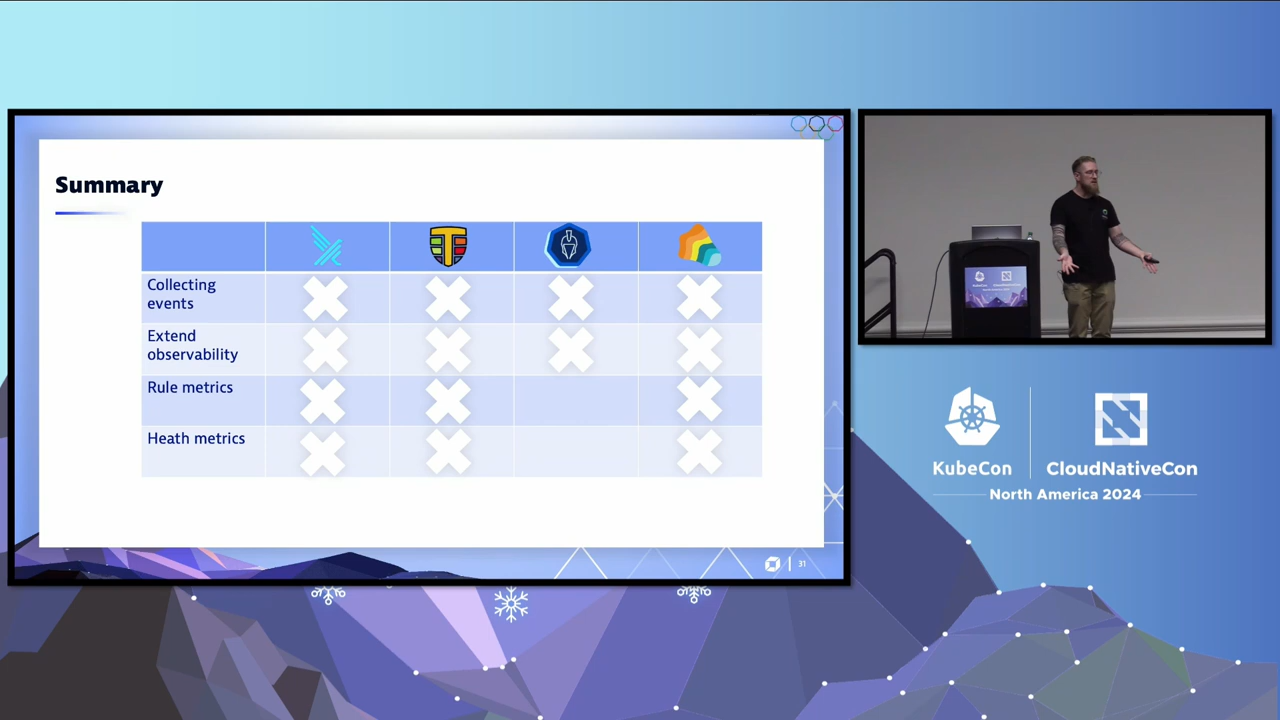 Summary
Collecting
events
Extend
observability
Rule metrics
Heath metrics
31
KubeCon
CloudNativeCon
North America 2024